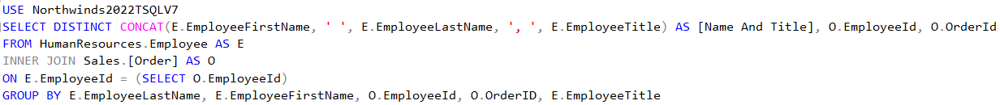 USE Northwinds2022TSQLV7
SELECT DISTINCT CONCAT(E.EmployeeFirstName, ' ', E.EmployeeLastName, ', ', E.EmployeeTitle) AS [Name And Title], O.EmployeeId, O.OrderId
FROM HumanResources.Employee AS E
INNER JOIN Sales.[Order] AS O
ON E.EmployeeId = (SELECT O.EmployeeId)
GROUP BY E.EmployeeLastName, E.EmployeeFirstName, O.EmployeeId, O.OrderID, E.EmployeeTitle